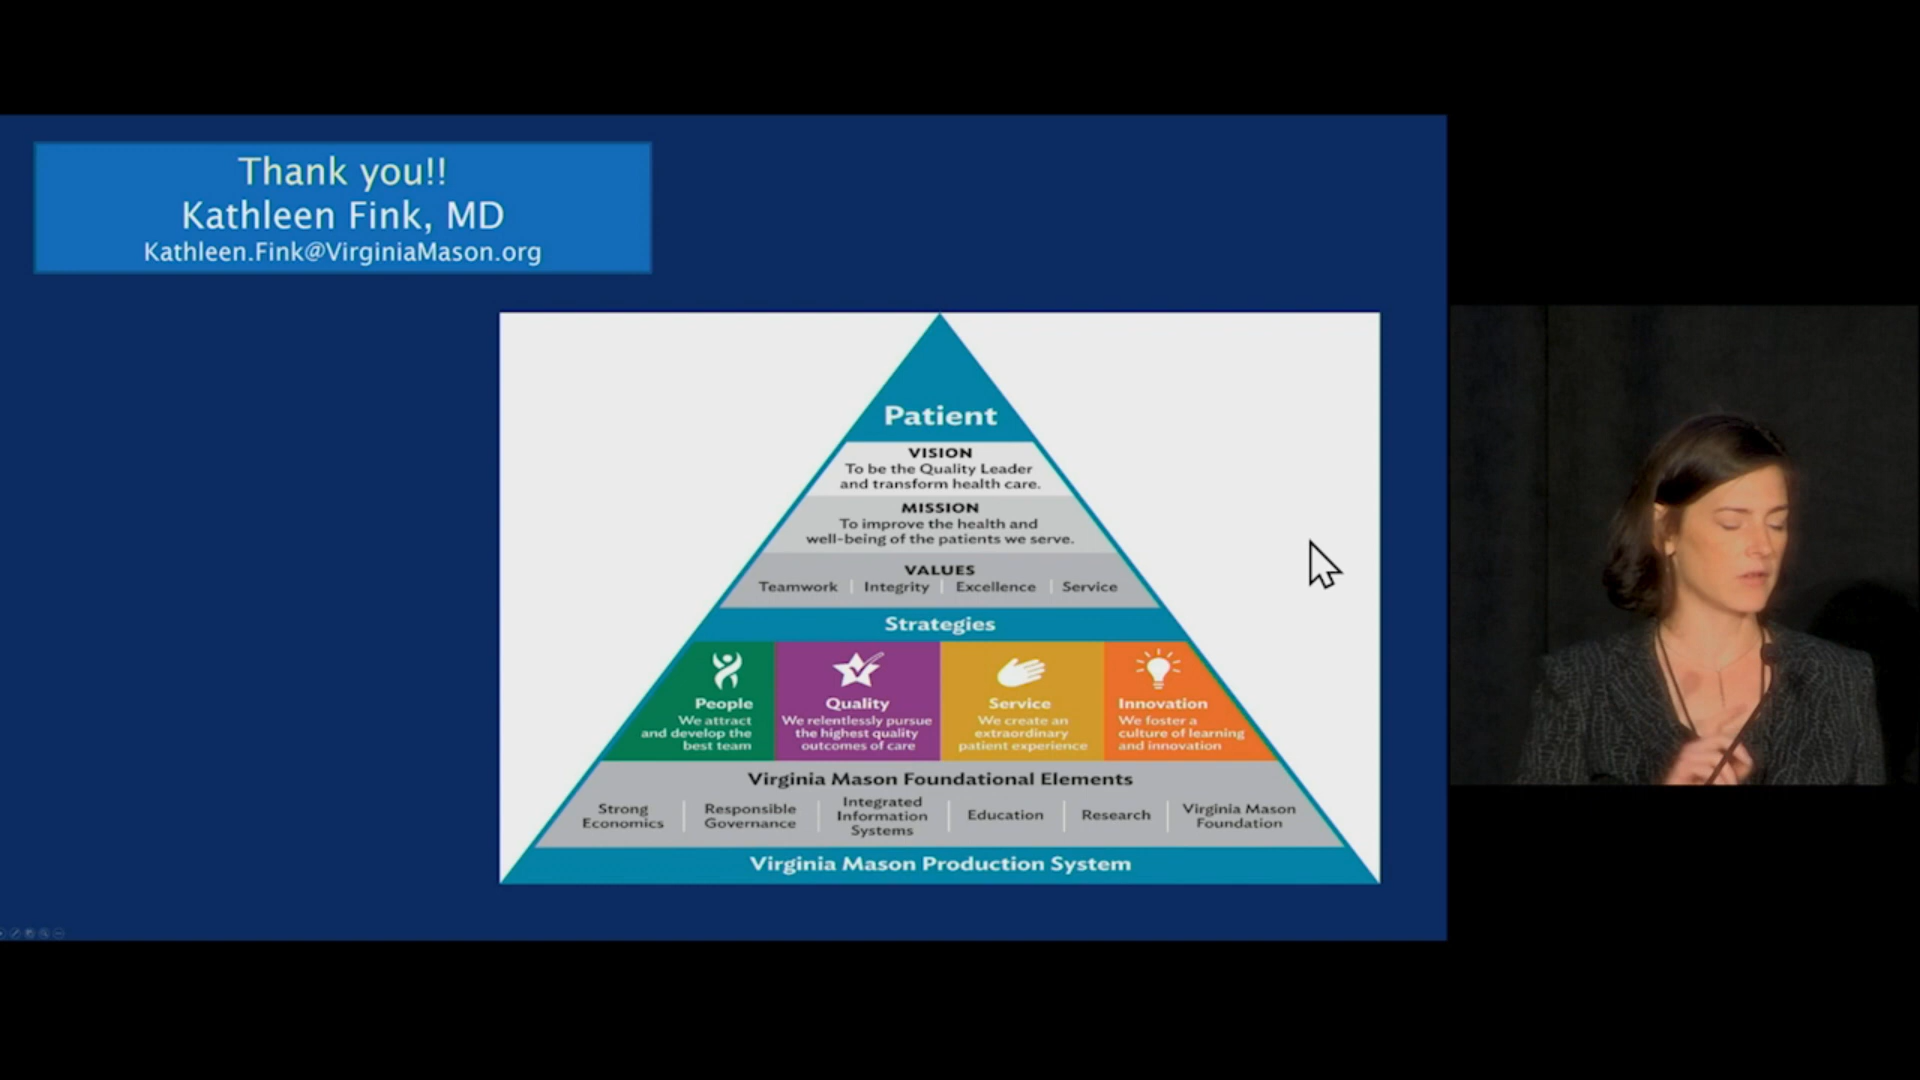 Thank you!!
Kathleen Fink, MD
Kathleen.Fink@VirginiaMason.org
Patient
VISION
To be the Quality Leader
and transform health care.
MISSION
To improve the health and
well-being of the patients we serve.
VALUES
Teamwork | Integrity | Excellence | Service
Strategies
People
We attract
and develop the
best team
Quality
We relentlessly pursue
the highest quality
outcomes of care
Service
We create an
extraordinary
patient experience
Innovation
We foster a
culture of learning
and innovation
Virginia Mason Foundational Elements
Strong
Economics
Responsible
Governance
Integrated
Information
Systems
Education
Research
Virginia Mason
Foundation
Virginia Mason Production System